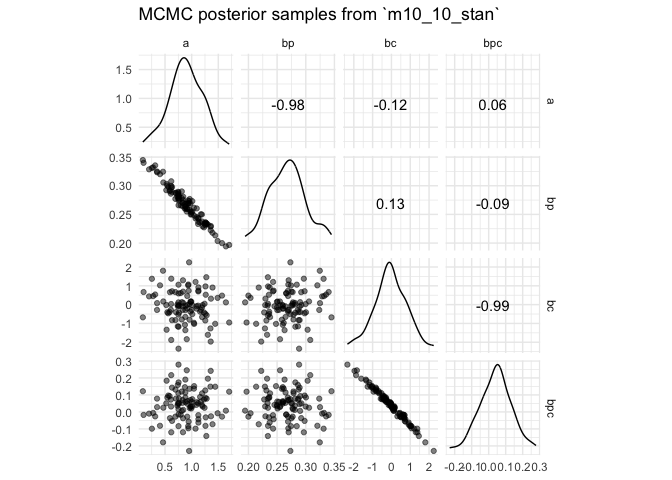 MCMC posterior samples from `m10_10_stan`
a bp bc bpc
1.5
1.0
0.5
-0.98 -0.12 0.06
a
0.35
0.30
0.25
0.20
0.13 -0.09
bp
2
1
0
-1
-2
-0.99
bc
0.3
0.2
0.1
0.0
-0.1
-0.2
bpc
0.5 1.0 1.5 0.20 0.25 0.30 0.35 -2 -1 0 1 2 -0.2-0.10.0 0.1 0.2 0.3